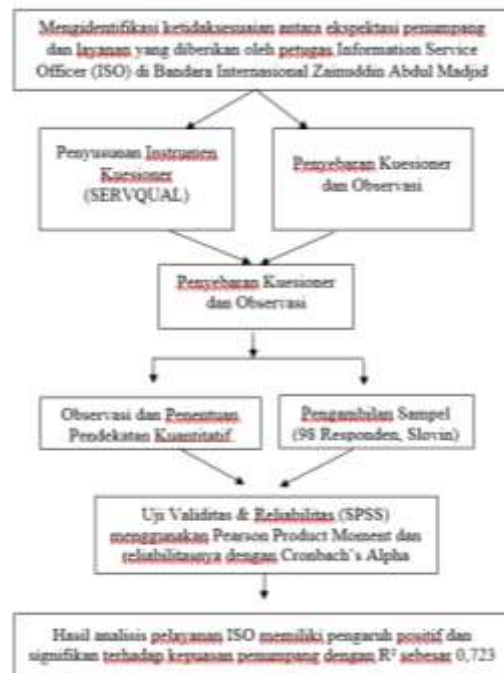 Mengidentifikasi ketidaksesuaian antara ekspektasi penumpang
dan layanan yang diberikan oleh petugas Information Service
Officer (ISO) di Bandara Internasional Zainuddin Abdul Madjid
Penyusunan Instrumen
Kuesioner
(SERVQUAL)
Penyebaran Kuesioner
dan Observasi
Penyebaran Kuesioner
dan Observasi
Observasi dan Penentuan
Pendekatan Kuantitatif
Pengambilan Sampel
(98 Responden, Slovin)
Uji Validitas & Reliabilitas (SPSS)
menggunakan Pearson Product Moment dan
reliabilitasnya dengan Cronbach's Alpha
Hasil analisis pelayanan ISO memiliki pengaruh positif dan
signifikan terhadap kepuasan penumpang dengan R² sebesar 0,723